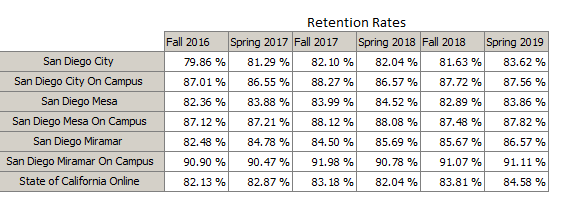 Retention Rates
Fall 2016 Spring 2017 Fall 2017 Spring 2018 Fall 2018 Spring 2019
San Diego City 79.86 % 81.29 % 82.10 % 82.04 % 81.63 % 83.62 %
San Diego City On Campus 87.01 % 86.55 % 88.27 % 86.57 % 87.72 % 87.56 %
San Diego Mesa 82.36 % 83.88 % 83.99 % 84.52 % 82.89 % 83.86 %
San Diego Mesa On Campus 87.12 % 87.21 % 88.12 % 88.08 % 87.48 % 87.82 %
San Diego Miramar 82.48 % 84.78 % 84.50 % 85.69 % 85.67 % 86.57 %
San Diego Miramar On Campus 90.90 % 90.47 % 91.98 % 90.78 % 91.07 % 91.11 %
State of California Online 82.13 % 82.87 % 83.18 % 82.04 % 83.81 % 84.58 %